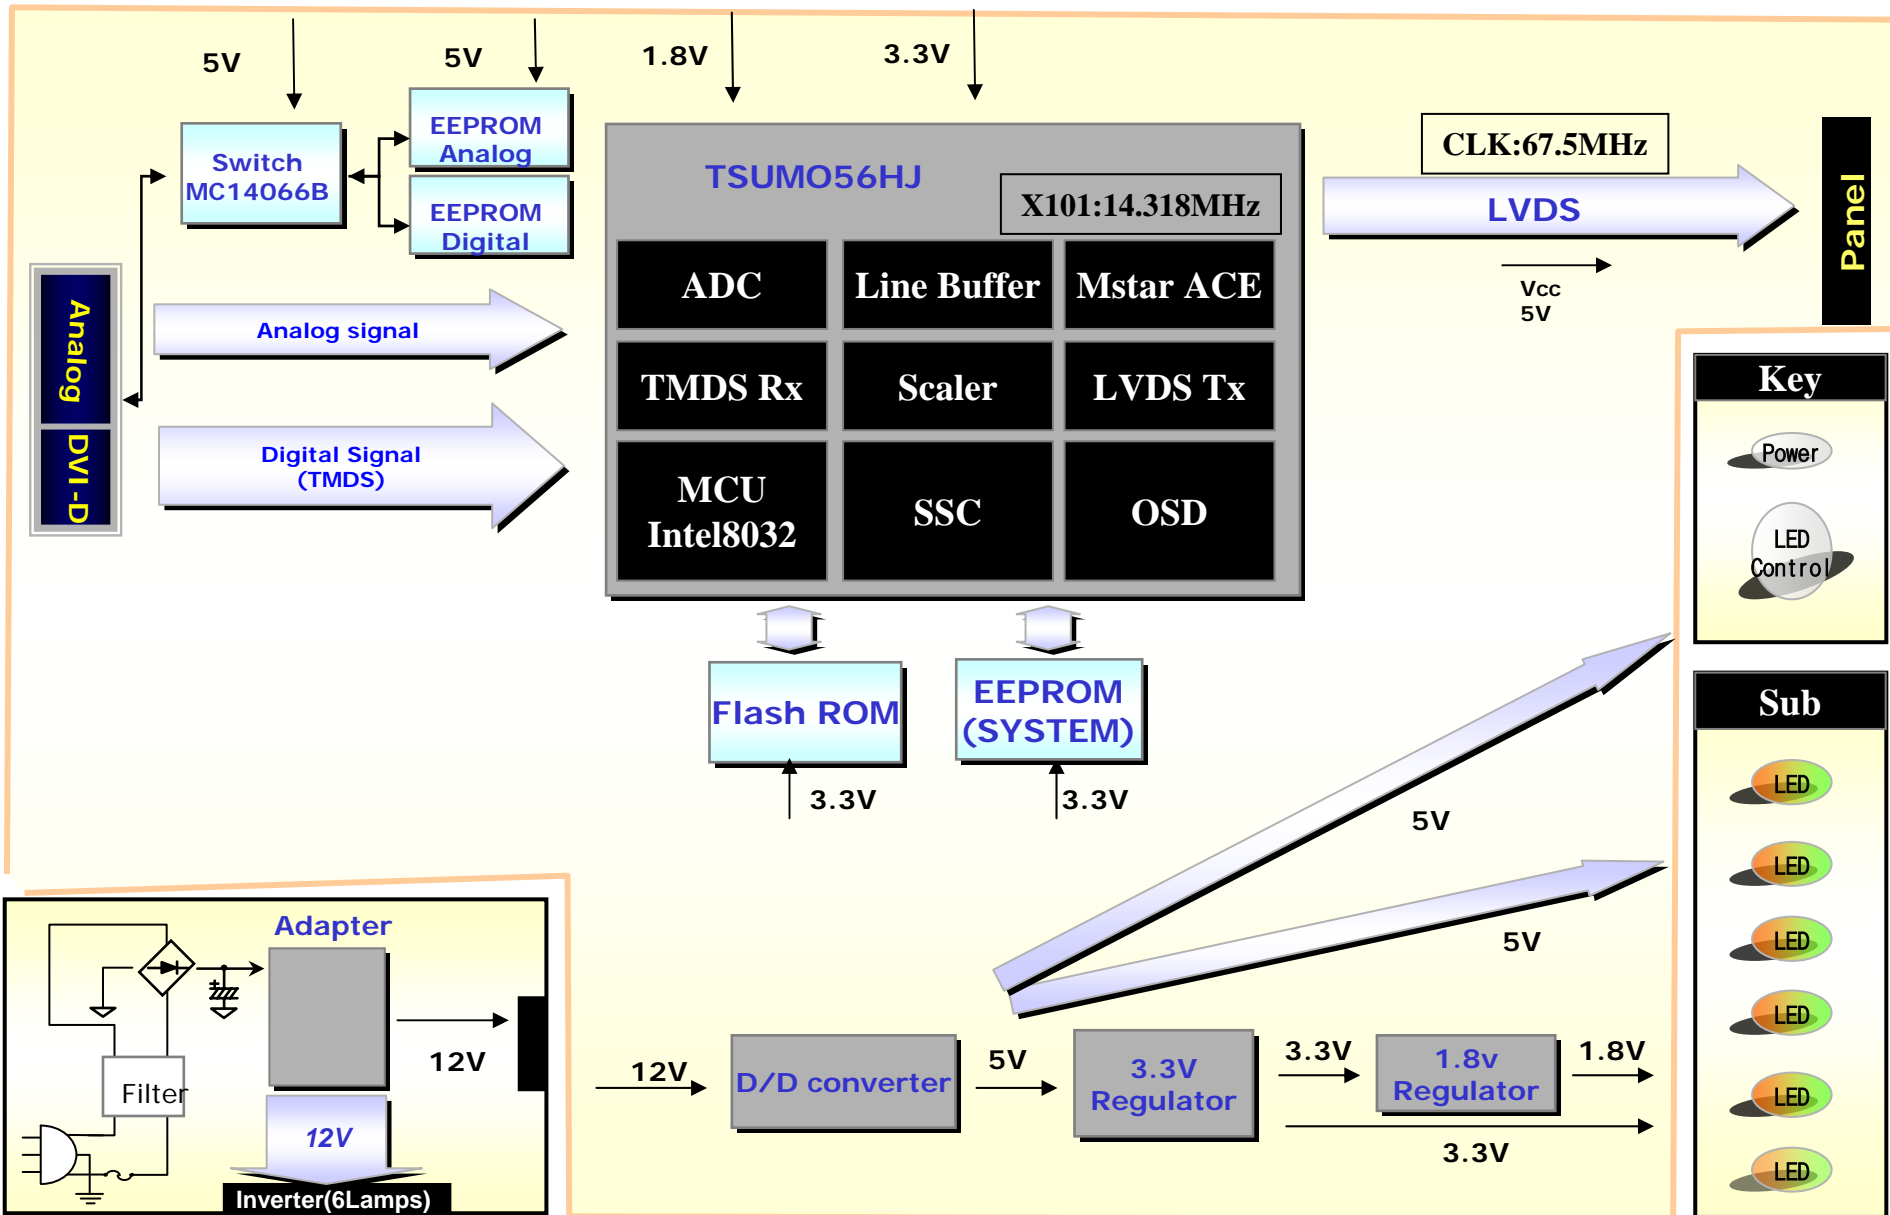 5V
5V
1.8V
3.3V
Switch
MC14066B
EEPROM
Analog
EEPROM
Digital
TSUMO56HJ
X101:14.318MHz
CLK:67.5MHz
LVDS
Vcc
5V
Panel
ADC
Line Buffer
Mstar ACE
TMDS Rx
Scaler
LVDS Tx
MCU
Intel8032
SSC
OSD
Analog
DVI-D
Analog signal
Digital Signal
(TMDS)
Flash ROM
EEPROM
(SYSTEM)
3.3V
3.3V
Key
Power
LED
Control
Sub
LED
LED
LED
LED
LED
LED
5V
5V
Adapter
Filter
12V
12V
Inverter(6Lamps)
12V
D/D converter
5V
3.3V
Regulator
3.3V
1.8v
Regulator
1.8V
3.3V